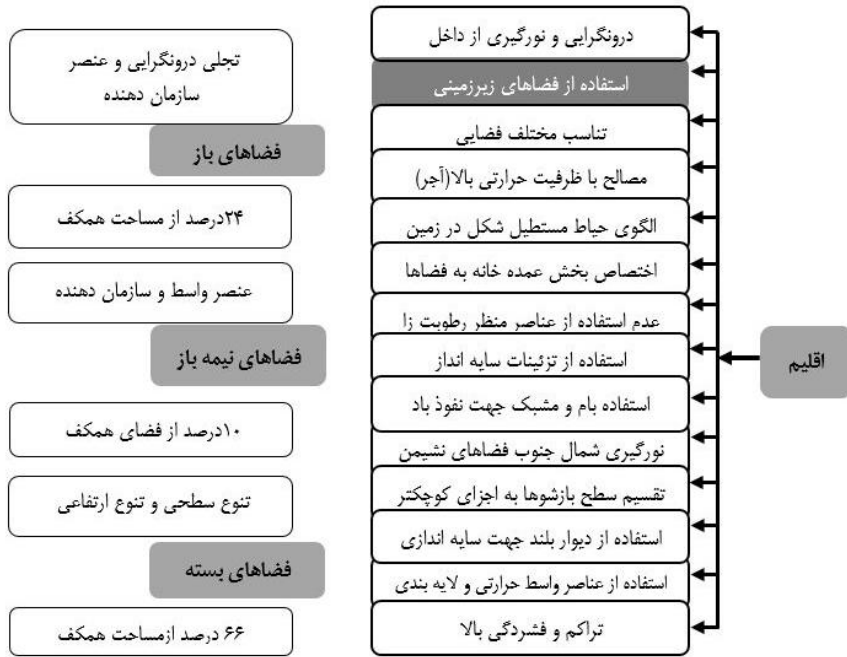 درونگرایی و نورگیری از داخل
استفاده از فضاهای زیرزمینی
تناسب مختلف فضایی
مصالح با ظرفیت حرارتی بالا(آجر)
الگوی حیاط مستطیل شکل در زمین
اختصاص بخش عمده خانه به فضاها
عدم استفاده از عناصر منظر رطوبت زا
استفاده از تزئینات سایه انداز
استفاده بام و مشبک جهت نفوذ باد
نورگیری شمال جنوب فضاهای نشیمن
تقسیم سطح بازشوها به اجزای کوچکتر
استفاده از دیوار بلند جهت سایه اندازی
استفاده از عناصر واسط حرارتی و لایه بندی
تراکم و فشردگی بالا
اقلیم
تجلی درونگرایی و عنصر
سازمان دهنده
فضاهای باز
۲۴درصد از مساحت همکف
عنصر واسط و سازمان دهنده
فضاهای نیمه باز
۱۰درصد از فضای همکف
تنوع سطحی و تنوع ارتفاعی
فضاهای بسته
۶۶ درصد ازمساحت همکف